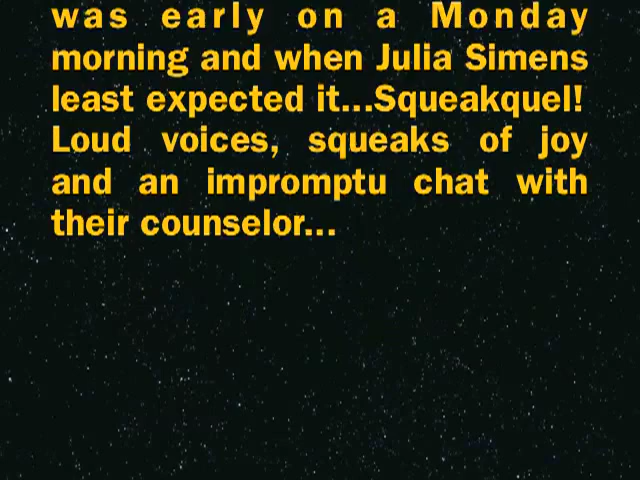 was early on a Monday
morning and when Julia Simens
least expected it...Squeakquel!
Loud voices, squeaks of joy
and an impromptu chat with
their counselor...